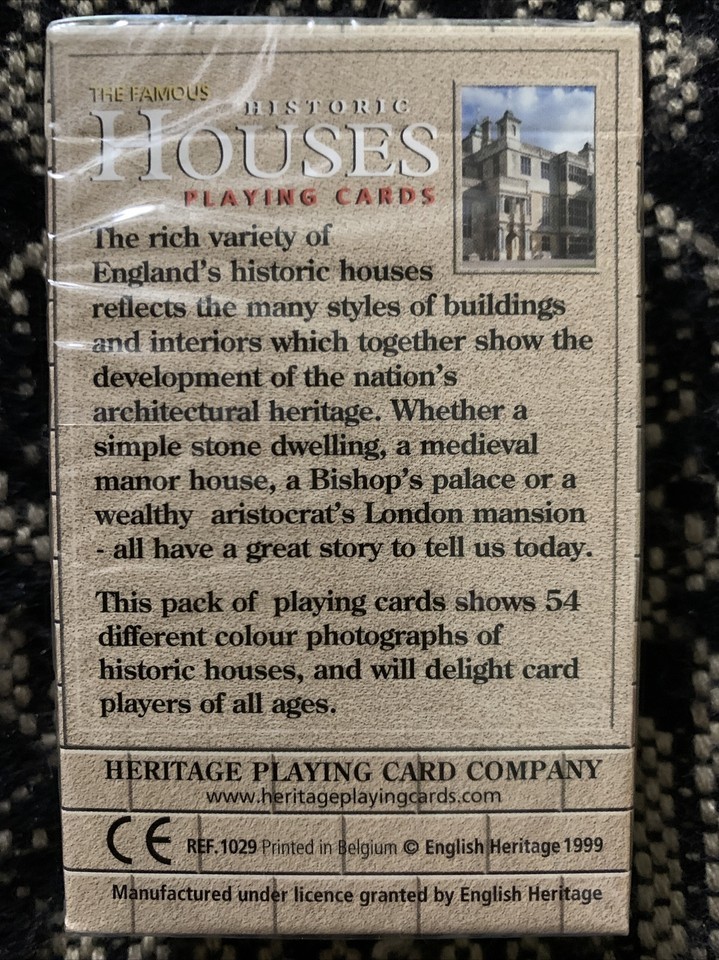 THE FAMOUS
HISTORIC
HOUSES
PLAYING CARDS
The rich variety of
England's historic houses
reflects the many styles of buildings
and interiors which together show the
development of the nation's
architectural heritage. Whether a
simple stone dwelling, a medieval
manor house, a Bishop's palace or a
wealthy aristocrat's London mansion
- all have a great story to tell us today.
This pack of playing cards shows 54
different colour photographs of
historic houses, and will delight card
players of all ages.
HERITAGE PLAYING CARD COMPANY
www.heritageplayingcards.com
CE REF.1029 Printed in Belgium © English Heritage 1999
Manufactured under licence granted by English Heritage